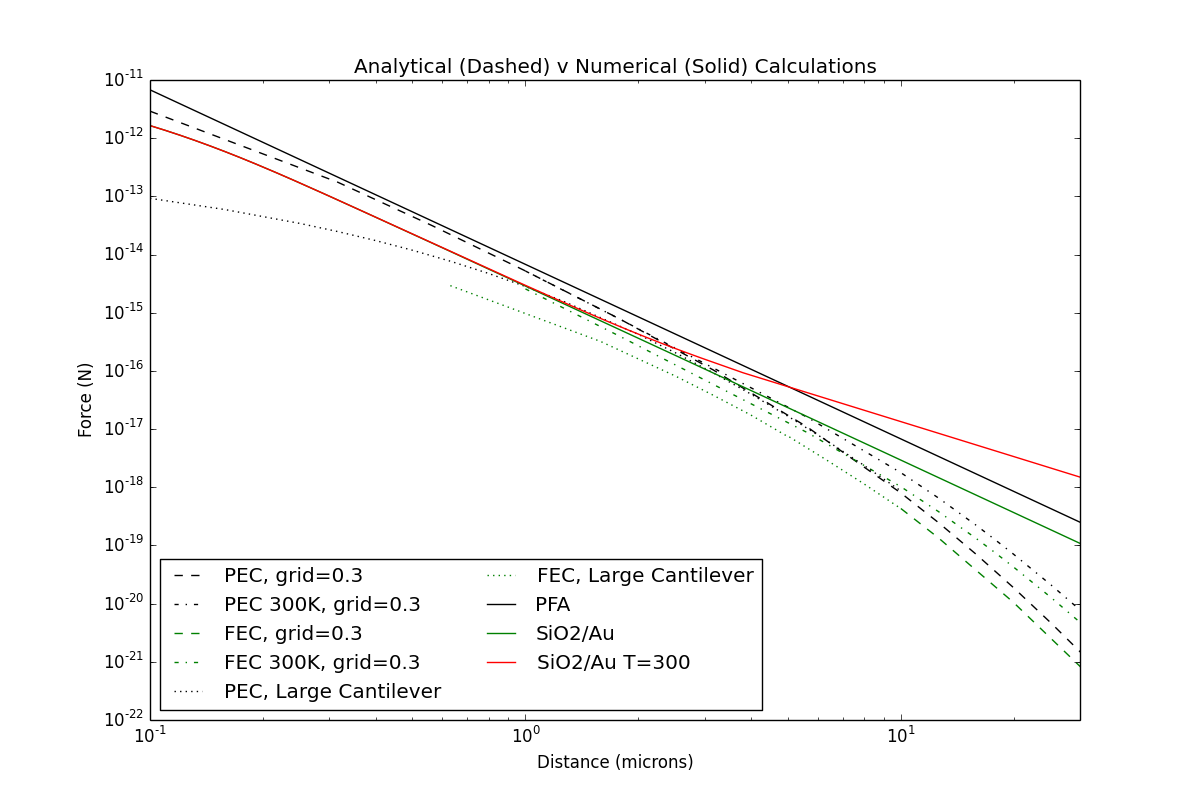 Analytical (Dashed) v Numerical (Solid) Calculations
10^-11
10^-12
10^-13
10^-14
10^-15
10^-16
10^-17
10^-18
10^-19
10^-20
10^-21
10^-22
Force (N)
PEC, grid=0.3
PEC 300K, grid=0.3
FEC, grid=0.3
FEC 300K, grid=0.3
PEC, Large Cantilever
FEC, Large Cantilever
PFA
SiO2/Au
SiO2/Au T=300
10^-1 10^0 10^1
Distance (microns)